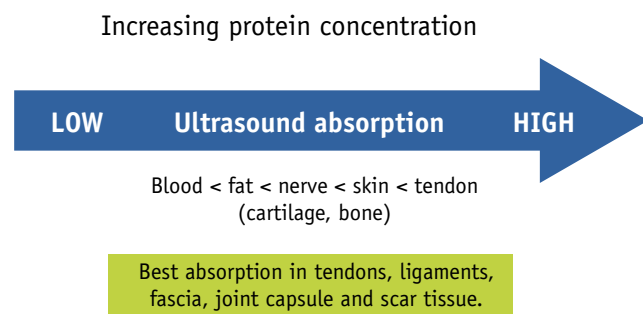 Increasing protein concentration
LOW Ultrasound absorption HIGH
Blood < fat < nerve < skin < tendon
(cartilage, bone)
Best absorption in tendons, ligaments,
fascia, joint capsule and scar tissue.